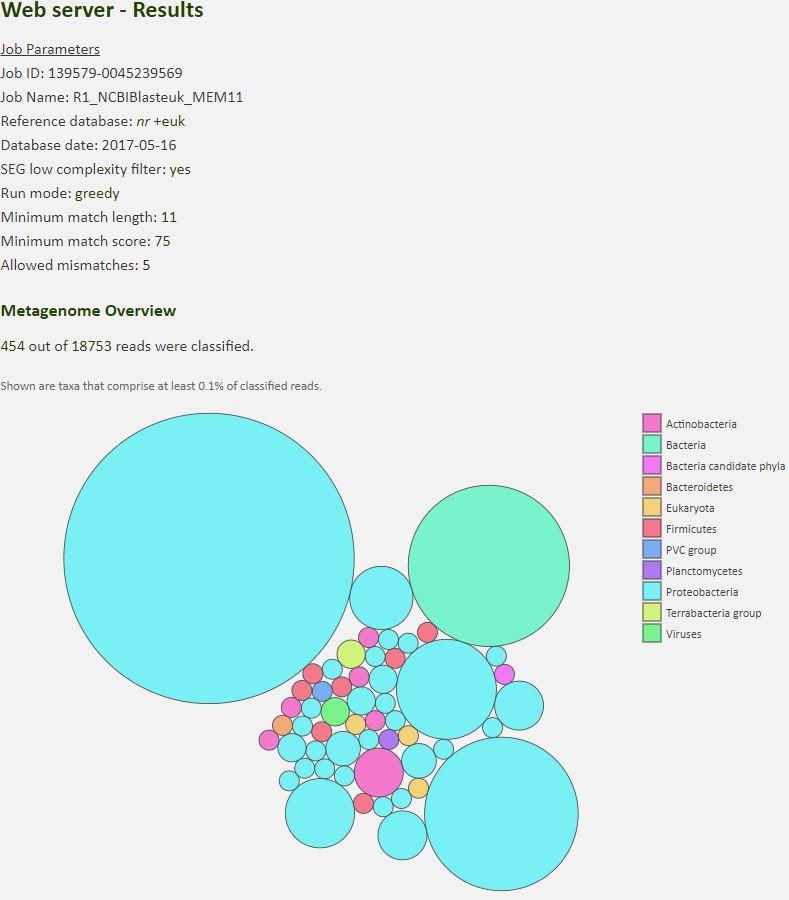 Web server - Results
Job Parameters
Job ID: 139579-0045239569
Job Name: R1_NCBIBlasteuk_MEM11
Reference database: nr +euk
Database date: 2017-05-16
SEG low complexity filter: yes
Run mode: greedy
Minimum match length: 11
Minimum match score: 75
Allowed mismatches: 5
Metagenome Overview
454 out of 18753 reads were classified.
Shown are taxa that comprise at least 0.1% of classified reads.
Actinobacteria
Bacteria
Bacteria candidate phyla
Bacteroidetes
Eukaryota
Firmicutes
PVC group
Planctomycetes
Proteobacteria
Terrabacteria group
Viruses